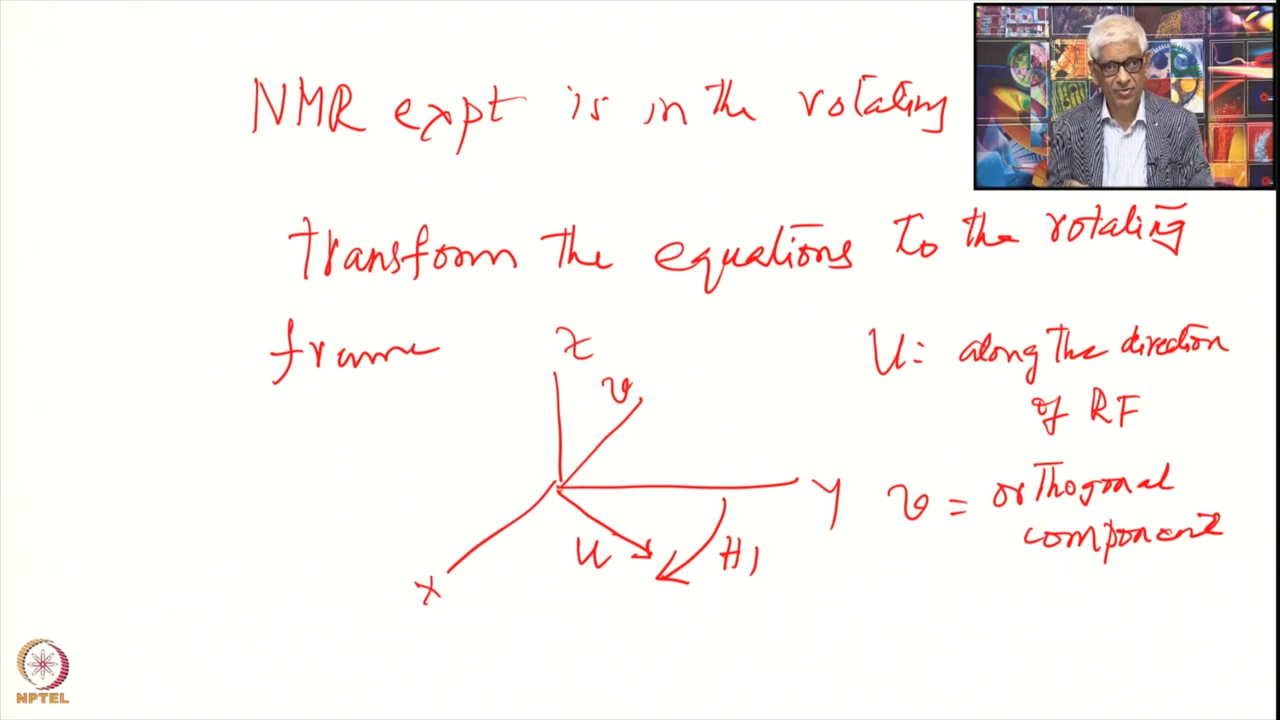 NMR expt is in the rotating
transform the equations to the rotating
frame
Z
v
U: along the direction
of RF
Y
v = orthogonal
component
U
H1
X
NPTEL